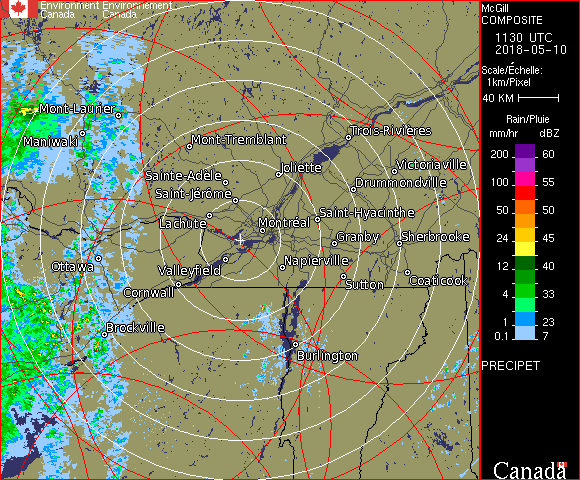 Environment Environnement
Canada Canada
McGill
COMPOSITE
1130 UTC
2018-05-10
Scale/Échelle:
1km/Pixel
40 KM
Rain/Pluie
mm/hr dBZ
200 60
100 55
50 50
24 45
12 40
4 33
1 23
0.1 7
PRECIPET
Canada
Mont-Laurier
Maniwaki
Mont-Tremblant
Trois-Rivières
Joliette
Victoriaville
Sainte-Adèle
Drummondville
Saint-Jérôme
Saint-Hyacinthe
Lachute
Montréal
Granby
Sherbrooke
Ottawa
Valleyfield
Napierville
Cornwall
Sutton
Coaticook
Brockville
Burlington